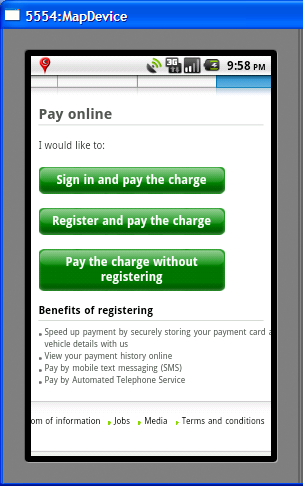 5554:MapDevice
3G
9:58 PM
Pay online
I would like to:
Sign in and pay the charge
Register and pay the charge
Pay the charge without
registering
Benefits of registering
Speed up payment by securely storing your payment card a
vehicle details with us
View your payment history online
Pay by mobile text messaging (SMS)
Pay by Automated Telephone Service
om of information Jobs Media Terms and conditions